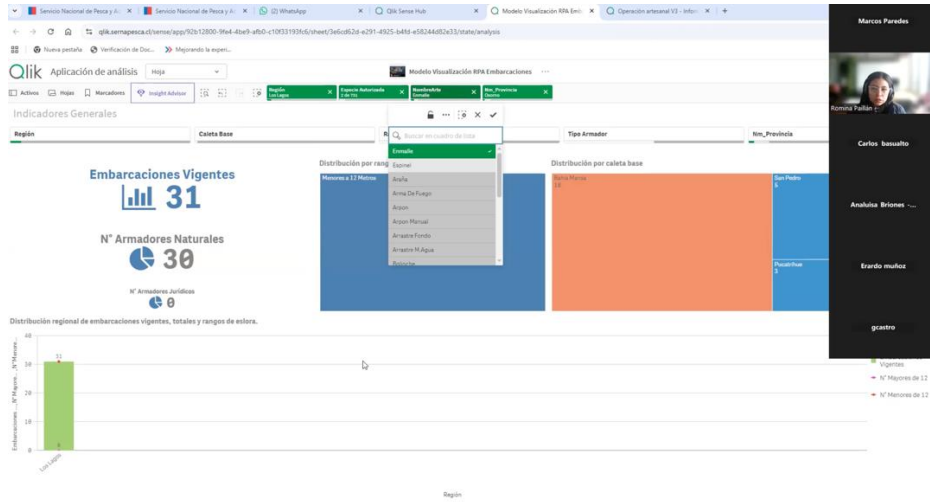 Servicio Nacional de Pesca y A
Servicio Nacional de Pesca y A
(2) WhatsApp
Qlik Sense Hub
Modelo Visualización RPA Emb
Operación artesanal V3 - Infor
qlik.sernapesca.cl/sense/app/92b12800-9fe4-4be9-afb0-c10f33193fc6/sheet/3e6cd62d-e291-4925-b4fd-e58244d82e33/state/analysis
Nueva pestaña
Verificación de Doc...
Mejorando la experi...
Qlik
Aplicación de análisis
Hoja
Modelo Visualización RPA Embarcaciones
Activos
Hojas
Marcadores
Insight Advisor
Región
Los Lagos
Especie Autorizada
2 de 751
NombreArte
Enmalle
Nm_Provincia
Osorno
Indicadores Generales
Región
Caleta Base
Tipo Armador
Nm_Provincia
Buscar en cuadro de lista
Enmalle
Espinel
Araña
Arma De Fuego
Arpon
Arpon Manual
Arrastre Fondo
Arrastre M.Agua
Embarcaciones Vigentes
31
N° Armadores Naturales
30
N° Armadores Jurídicos
0
Distribución por rang
Menores a 12 Metros
Distribución por caleta base
Bahia Mansa
San Pedro
5
Pucatrihue
3
Distribución regional de embarcaciones vigentes, totales y rangos de eslora.
40
30
20
10
0
31
Los Lagos
Región
Vigentes
N° Mayores de 12
N° Menores de 12
Marcos Paredes
Romina Paillán
Carlos basualto
Analuisa Briones -...
Erardo muñoz
gcastro